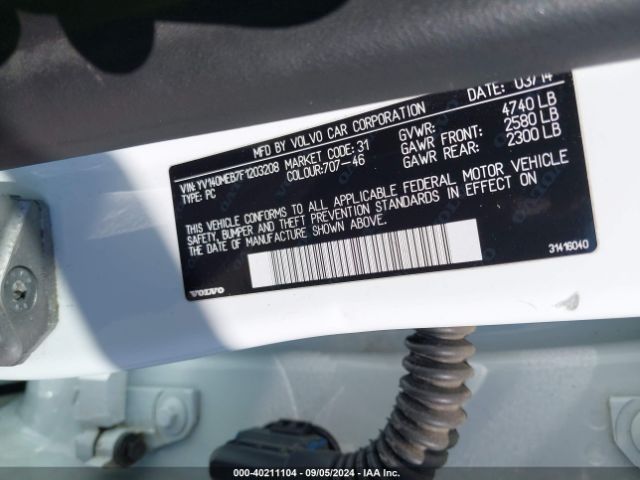 MFD BY VOLVO CAR CORPORATION DATE: 03/14
VIN: YV140MEB7F1203208 MARKET CODE: 31 GVWR: 4740 LB
TYPE: PC COLOUR:707-46 GAWR FRONT: 2580 LB
GAWR REAR: 2300 LB
THIS VEHICLE CONFORMS TO ALL APPLICABLE FEDERAL MOTOR VEHICLE
SAFETY, BUMPER AND THEFT PREVENTION STANDARDS IN EFFECT ON
THE DATE OF MANUFACTURE SHOWN ABOVE.
31416040
VOLVO
000-40211104 - 09/05/2024 - IAA Inc.